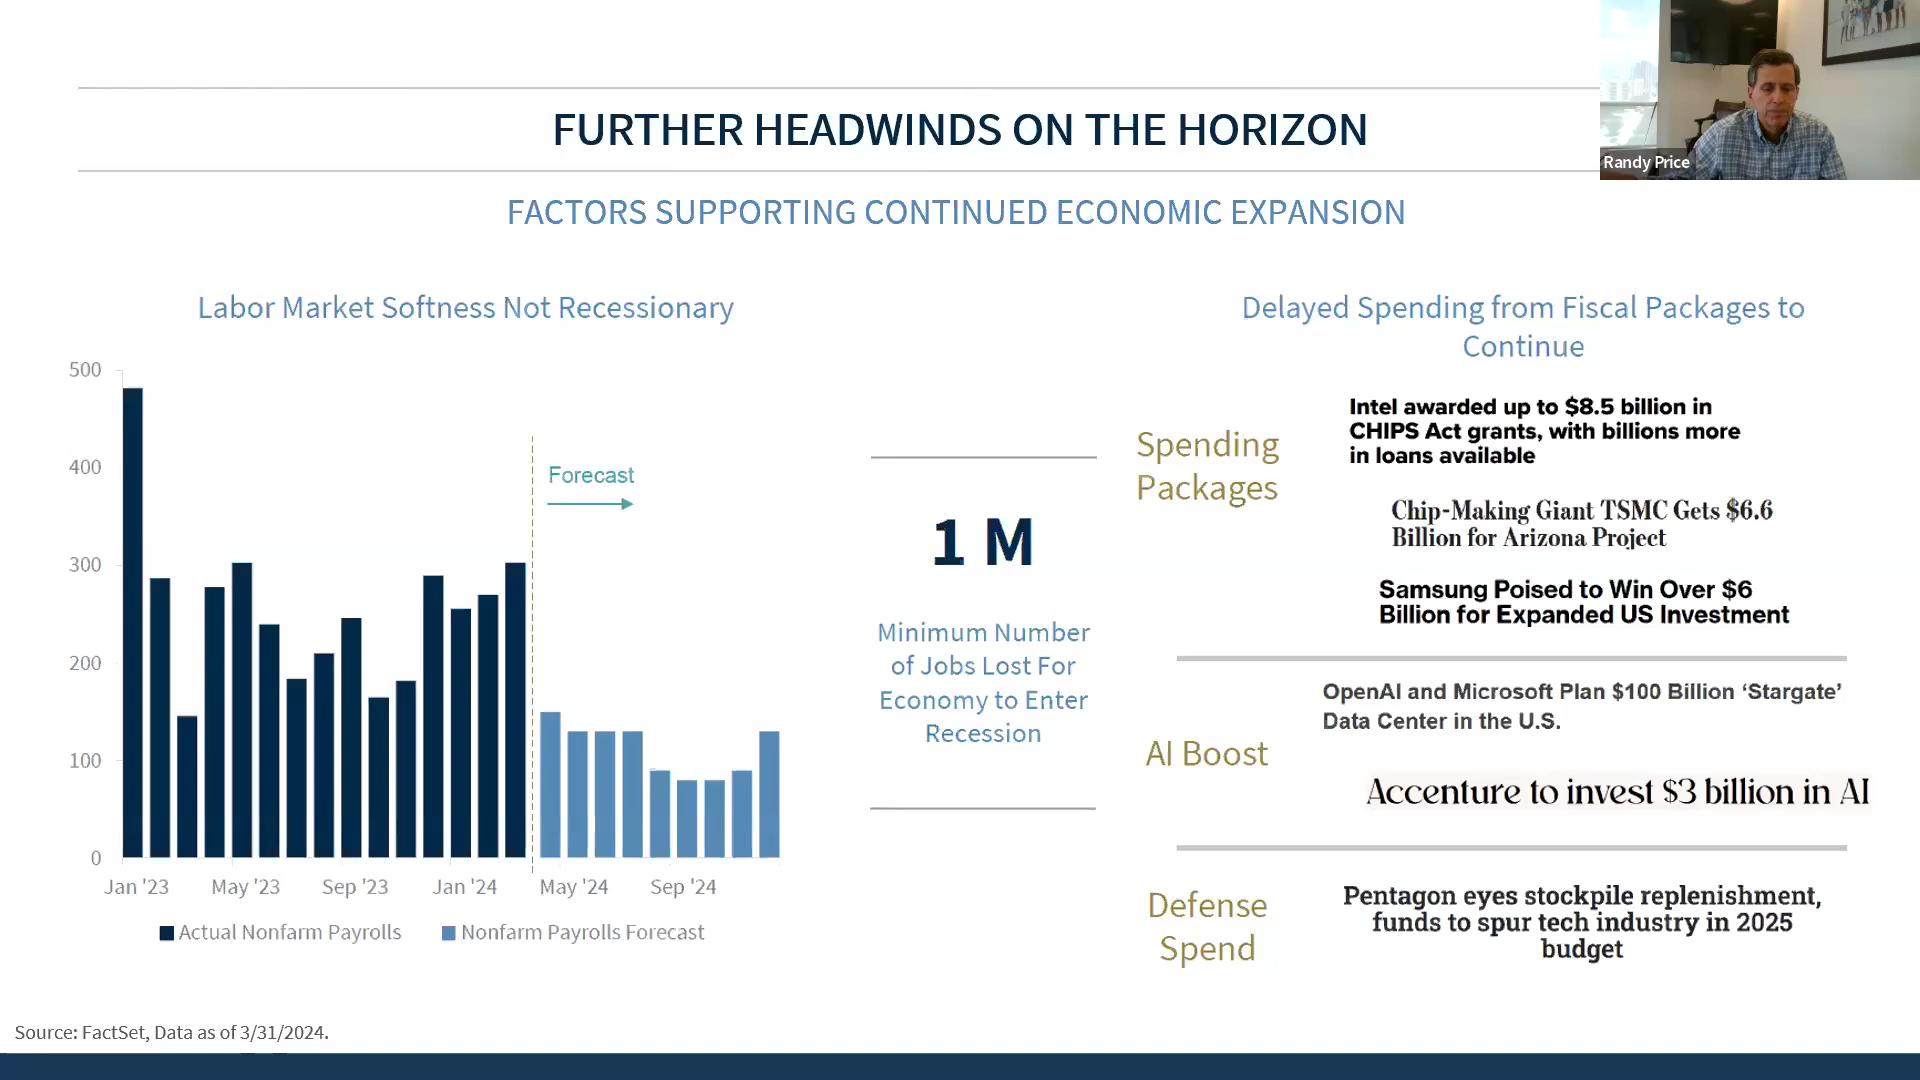 FURTHER HEADWINDS ON THE HORIZON
Randy Price
FACTORS SUPPORTING CONTINUED ECONOMIC EXPANSION
Labor Market Softness Not Recessionary
500
400
300
200
100
0
Forecast
Jan '23
May '23
Sep '23
Jan '24
May '24
Sep '24
Actual Nonfarm Payrolls
Nonfarm Payrolls Forecast
1 M
Minimum Number
of Jobs Lost For
Economy to Enter
Recession
Delayed Spending from Fiscal Packages to
Continue
Spending
Packages
Intel awarded up to $8.5 billion in
CHIPS Act grants, with billions more
in loans available
Chip-Making Giant TSMC Gets $6.6
Billion for Arizona Project
Samsung Poised to Win Over $6
Billion for Expanded US Investment
AI Boost
OpenAI and Microsoft Plan $100 Billion ‘Stargate’
Data Center in the U.S.
Accenture to invest $3 billion in AI
Defense
Spend
Pentagon eyes stockpile replenishment,
funds to spur tech industry in 2025
budget
Source: FactSet, Data as of 3/31/2024.